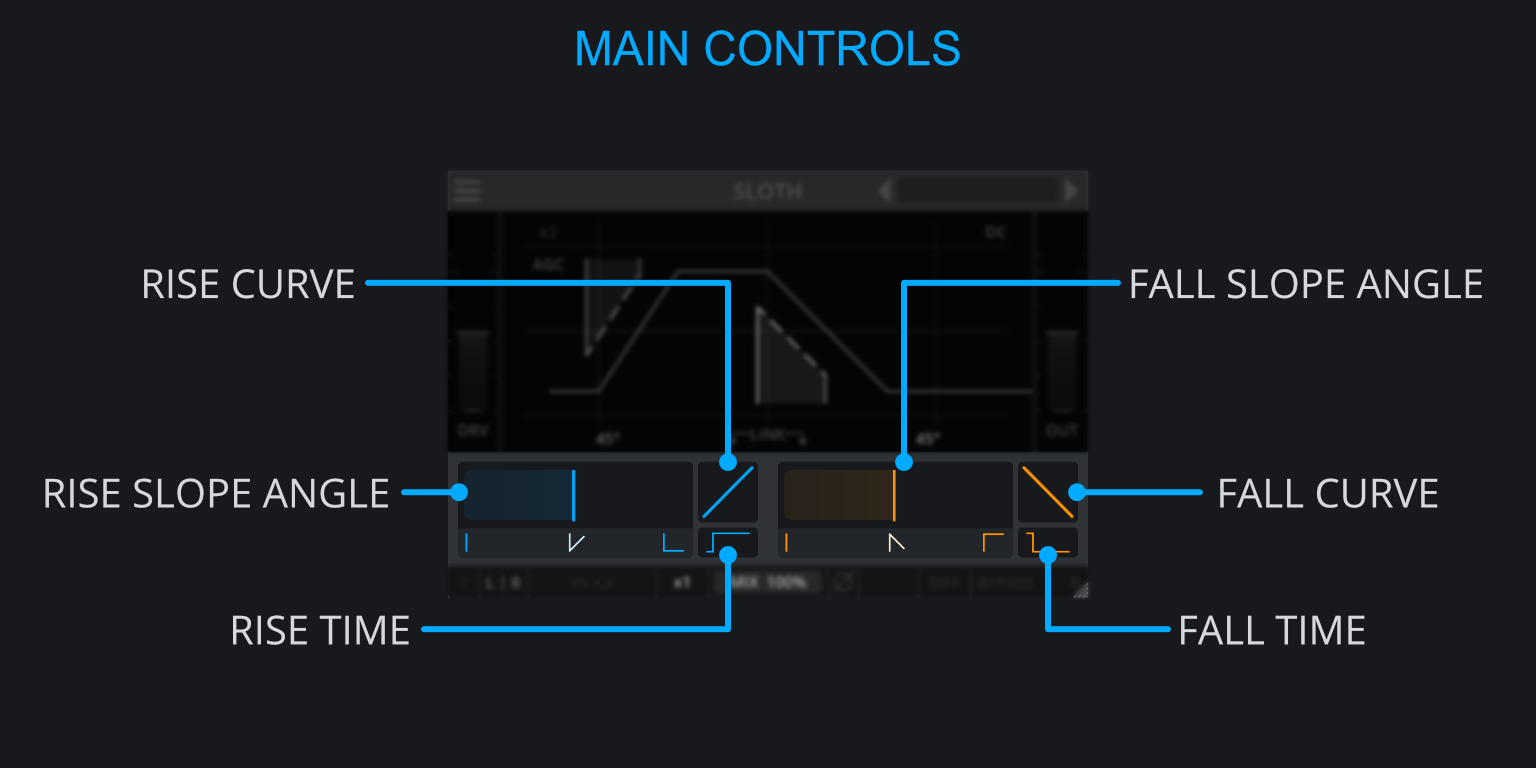 MAIN CONTROLS
SLOTH
x2
DC
AGC
RISE CURVE
FALL SLOPE ANGLE
DRV
45°
LINK
45°
OUT
RISE SLOPE ANGLE
FALL CURVE
L | R
x1
MIX 100%
BYPASS
RISE TIME
FALL TIME